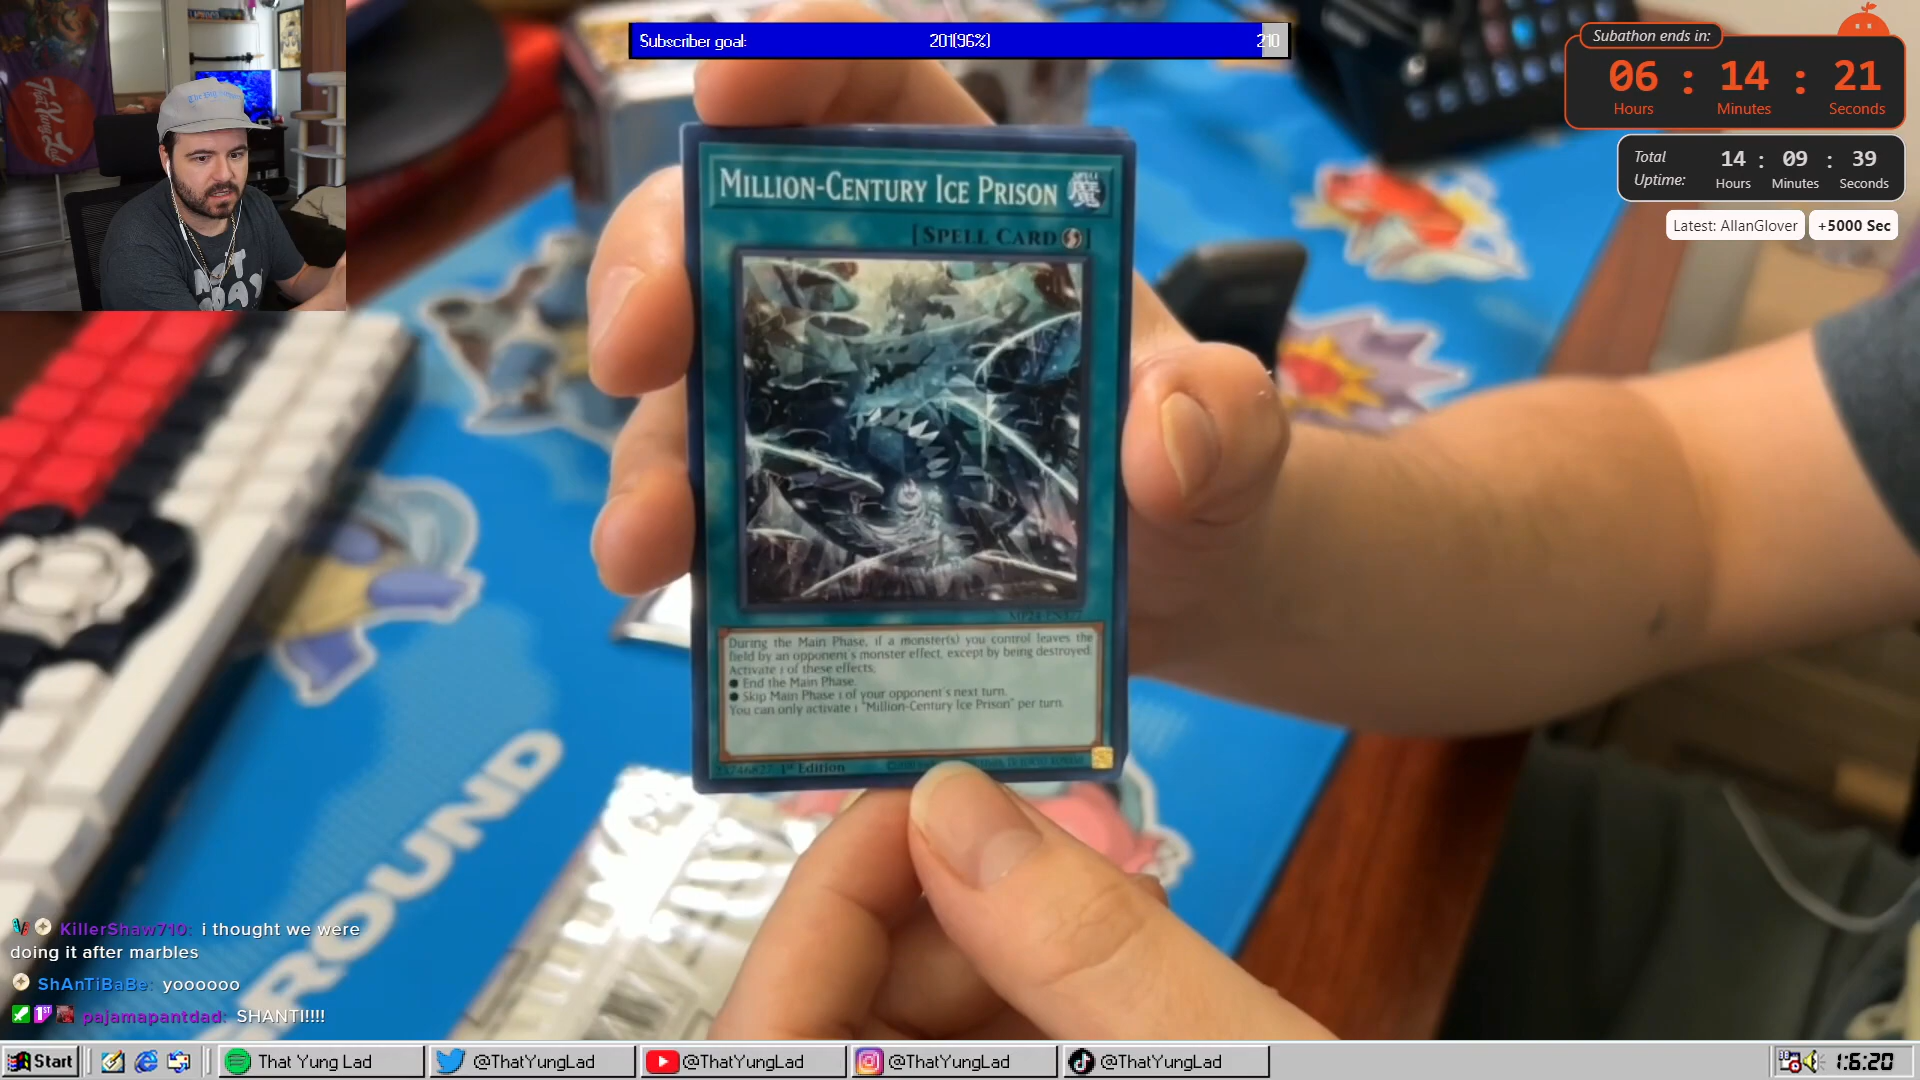 Subscriber goal: 201(96%) 210
Subathon ends in:
06 : 14 : 21
Hours Minutes Seconds
Total Uptime: 14 : 09 : 39
Hours Minutes Seconds
Latest: AllanGlover +5000 Sec
MILLION-CENTURY ICE PRISON 魔
[SPELL CARD]
During the Main Phase, if a monster(s) you control leaves the
field by an opponent's monster effect, except by being destroyed:
Activate 1 of these effects;
● End the Main Phase.
● Skip Main Phase 1 of your opponent's next turn.
You can only activate 1 "Million-Century Ice Prison" per turn.
23746827 1st Edition
ROUND
KillerShaw710: i thought we were
doing it after marbles
ShAnTiBaBe: yoooooo
1ST pajamapantdad: SHANTI!!!!
Start That Yung Lad @ThatYungLad @ThatYungLad @ThatYungLad @ThatYungLad 1:6:20